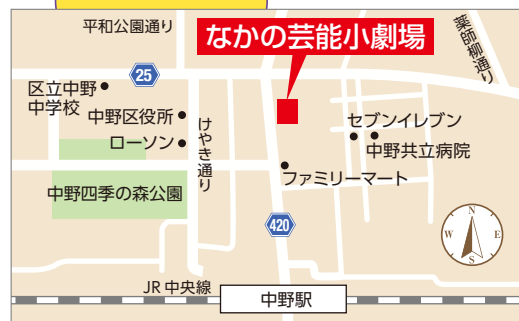 平和公園通り
なかの芸能小劇場
薬師柳通り
25
区立中野
中学校
中野区役所
ローソン
けやき通り
セブンイレブン
中野共立病院
ファミリーマート
中野四季の森公園
420
N
W
E
S
JR中央線
中野駅